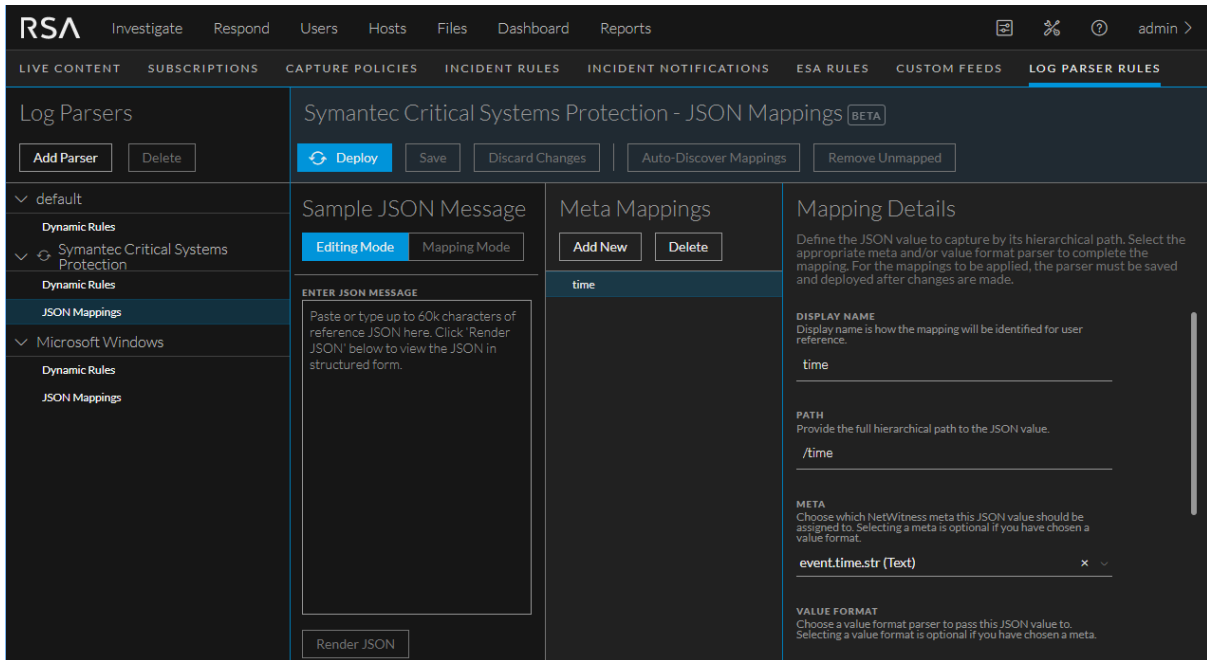 RSA Investigate Respond Users Hosts Files Dashboard Reports admin >
LIVE CONTENT SUBSCRIPTIONS CAPTURE POLICIES INCIDENT RULES INCIDENT NOTIFICATIONS ESA RULES CUSTOM FEEDS LOG PARSER RULES
Log Parsers
Add Parser Delete
default
Dynamic Rules
Symantec Critical Systems
Protection
Dynamic Rules
JSON Mappings
Microsoft Windows
Dynamic Rules
JSON Mappings
Symantec Critical Systems Protection - JSON Mappings BETA
Deploy Save Discard Changes Auto-Discover Mappings Remove Unmapped
Sample JSON Message
Editing Mode Mapping Mode
ENTER JSON MESSAGE
Paste or type up to 60k characters of
reference JSON here. Click 'Render
JSON' below to view the JSON in
structured form.
Render JSON
Meta Mappings
Add New Delete
time
Mapping Details
Define the JSON value to capture by its hierarchical path. Select the
appropriate meta and/or value format parser to complete the
mapping. For the mappings to be applied, the parser must be saved
and deployed after changes are made.
DISPLAY NAME
Display name is how the mapping will be identified for user
reference.
time
PATH
Provide the full hierarchical path to the JSON value.
/time
META
Choose which NetWitness meta this JSON value should be
assigned to. Selecting a meta is optional if you have chosen a
value format.
event.time.str (Text) ×
VALUE FORMAT
Choose a value format parser to pass this JSON value to.
Selecting a value format is optional if you have chosen a meta.